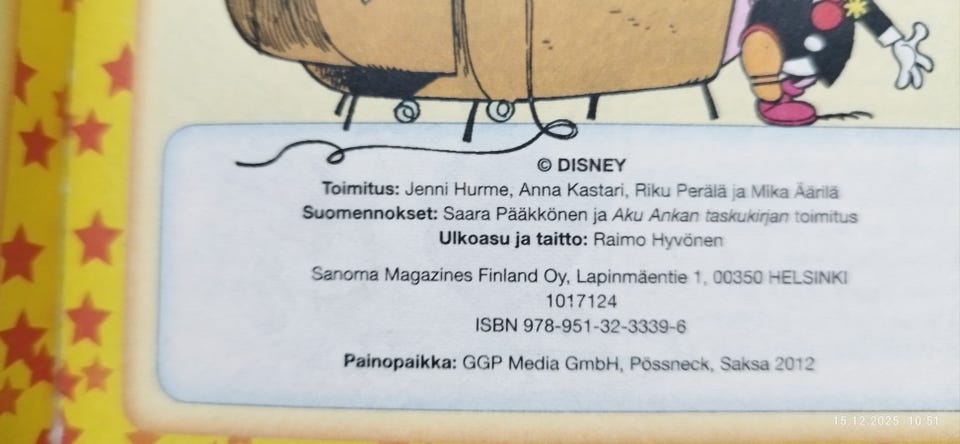 © DISNEY
Toimitus: Jenni Hurme, Anna Kastari, Riku Perälä ja Mika Äärilä
Suomennokset: Saara Pääkkönen ja Aku Ankan taskukirjan toimitus
Ulkoasu ja taitto: Raimo Hyvönen
Sanoma Magazines Finland Oy, Lapinmäentie 1, 00350 HELSINKI
1017124
ISBN 978-951-32-3339-6
Painopaikka: GGP Media GmbH, Pössneck, Saksa 2012
15.12.2025 10:51